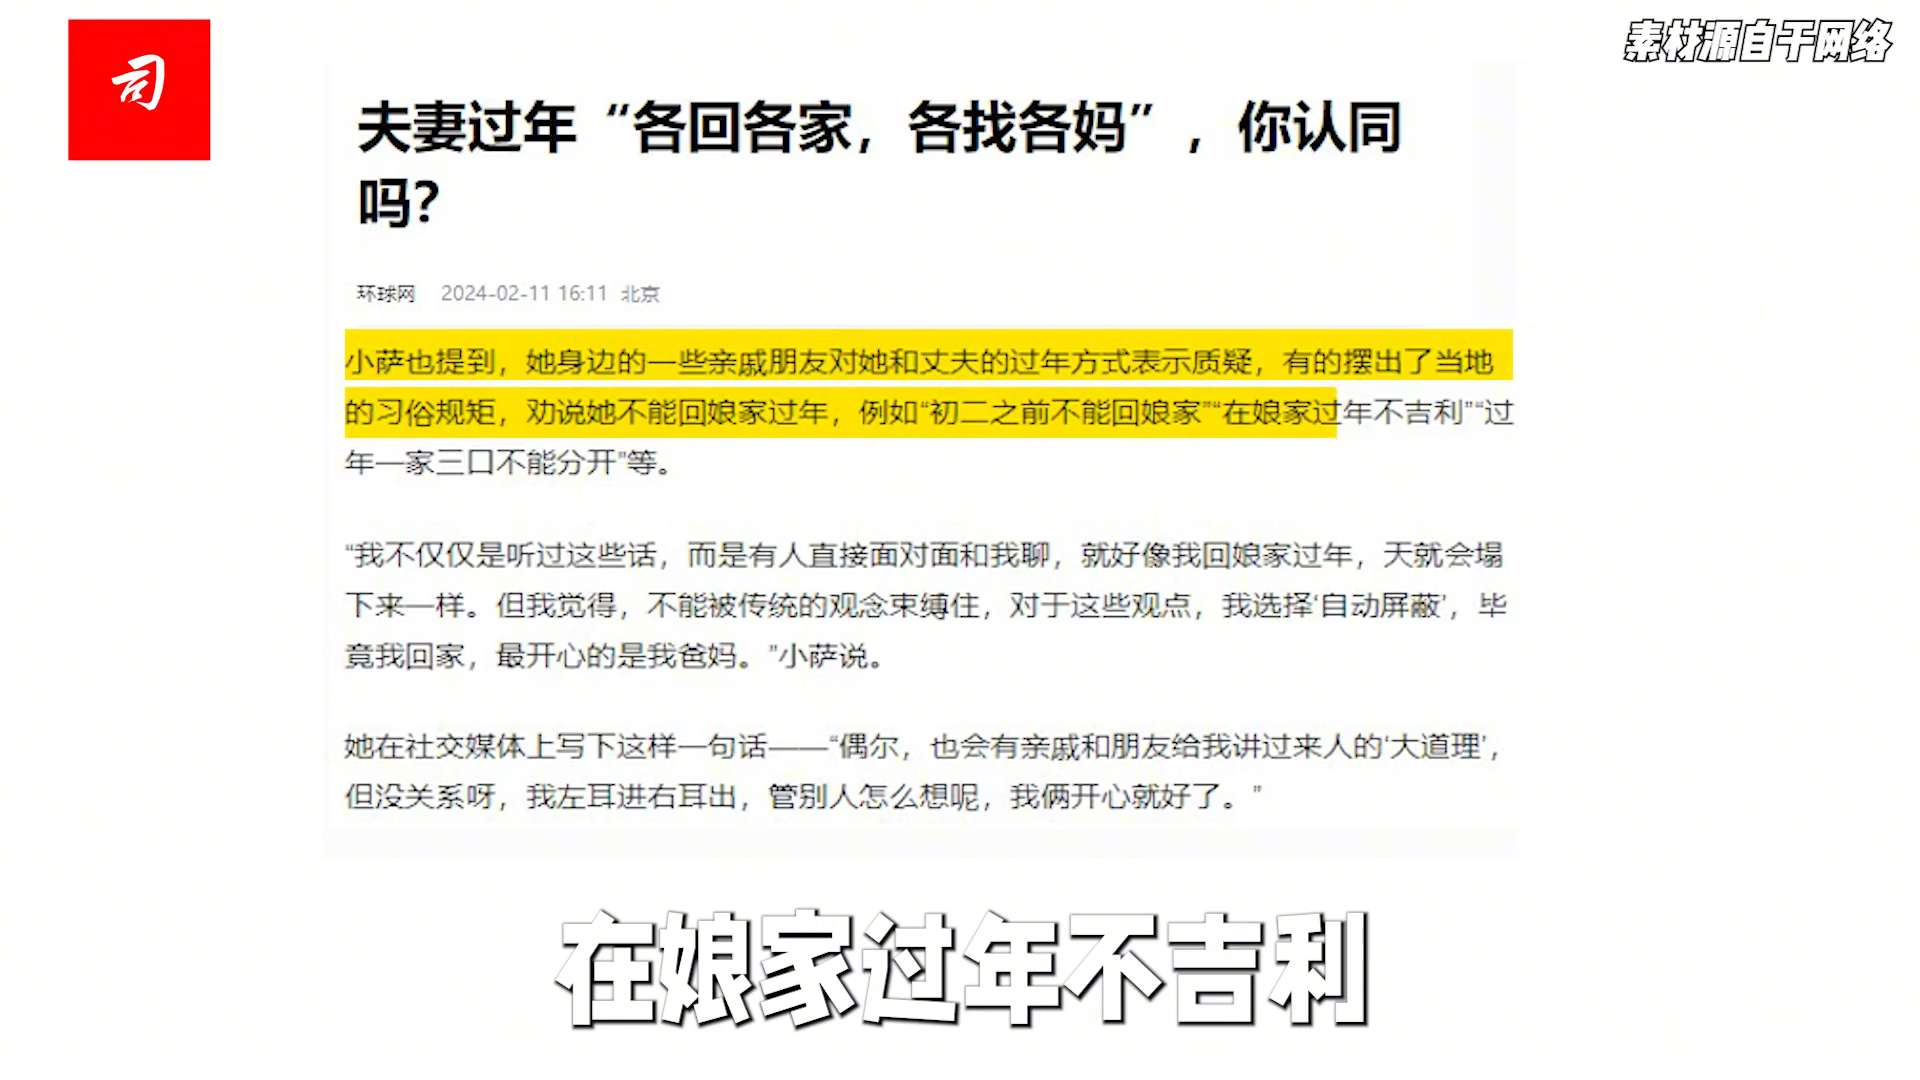 司
素材源自于网络
夫妻过年“各回各家，各找各妈”，你认同
吗？
环球网 2024-02-11 16:11 北京
小萨也提到，她身边的一些亲戚朋友对她和丈夫的过年方式表示质疑，有的摆出了当地
的习俗规矩，劝说她不能回娘家过年，例如“初二之前不能回娘家”“在娘家过年不吉利”“过
年一家三口不能分开”等。
“我不仅仅是听过这些话，而是有人直接面对面和我聊，就好像我回娘家过年，天就会塌
下来一样。但我觉得，不能被传统的观念束缚住，对于这些观点，我选择‘自动屏蔽’，毕
竟我回家，最开心的是我爸妈。”小萨说。
她在社交媒体上写下这样一句话——“偶尔，也会有亲戚和朋友给我讲过来人的‘大道理’，
但没关系呀，我左耳进右耳出，管别人怎么想呢，我俩开心就好了。”
在娘家过年不吉利